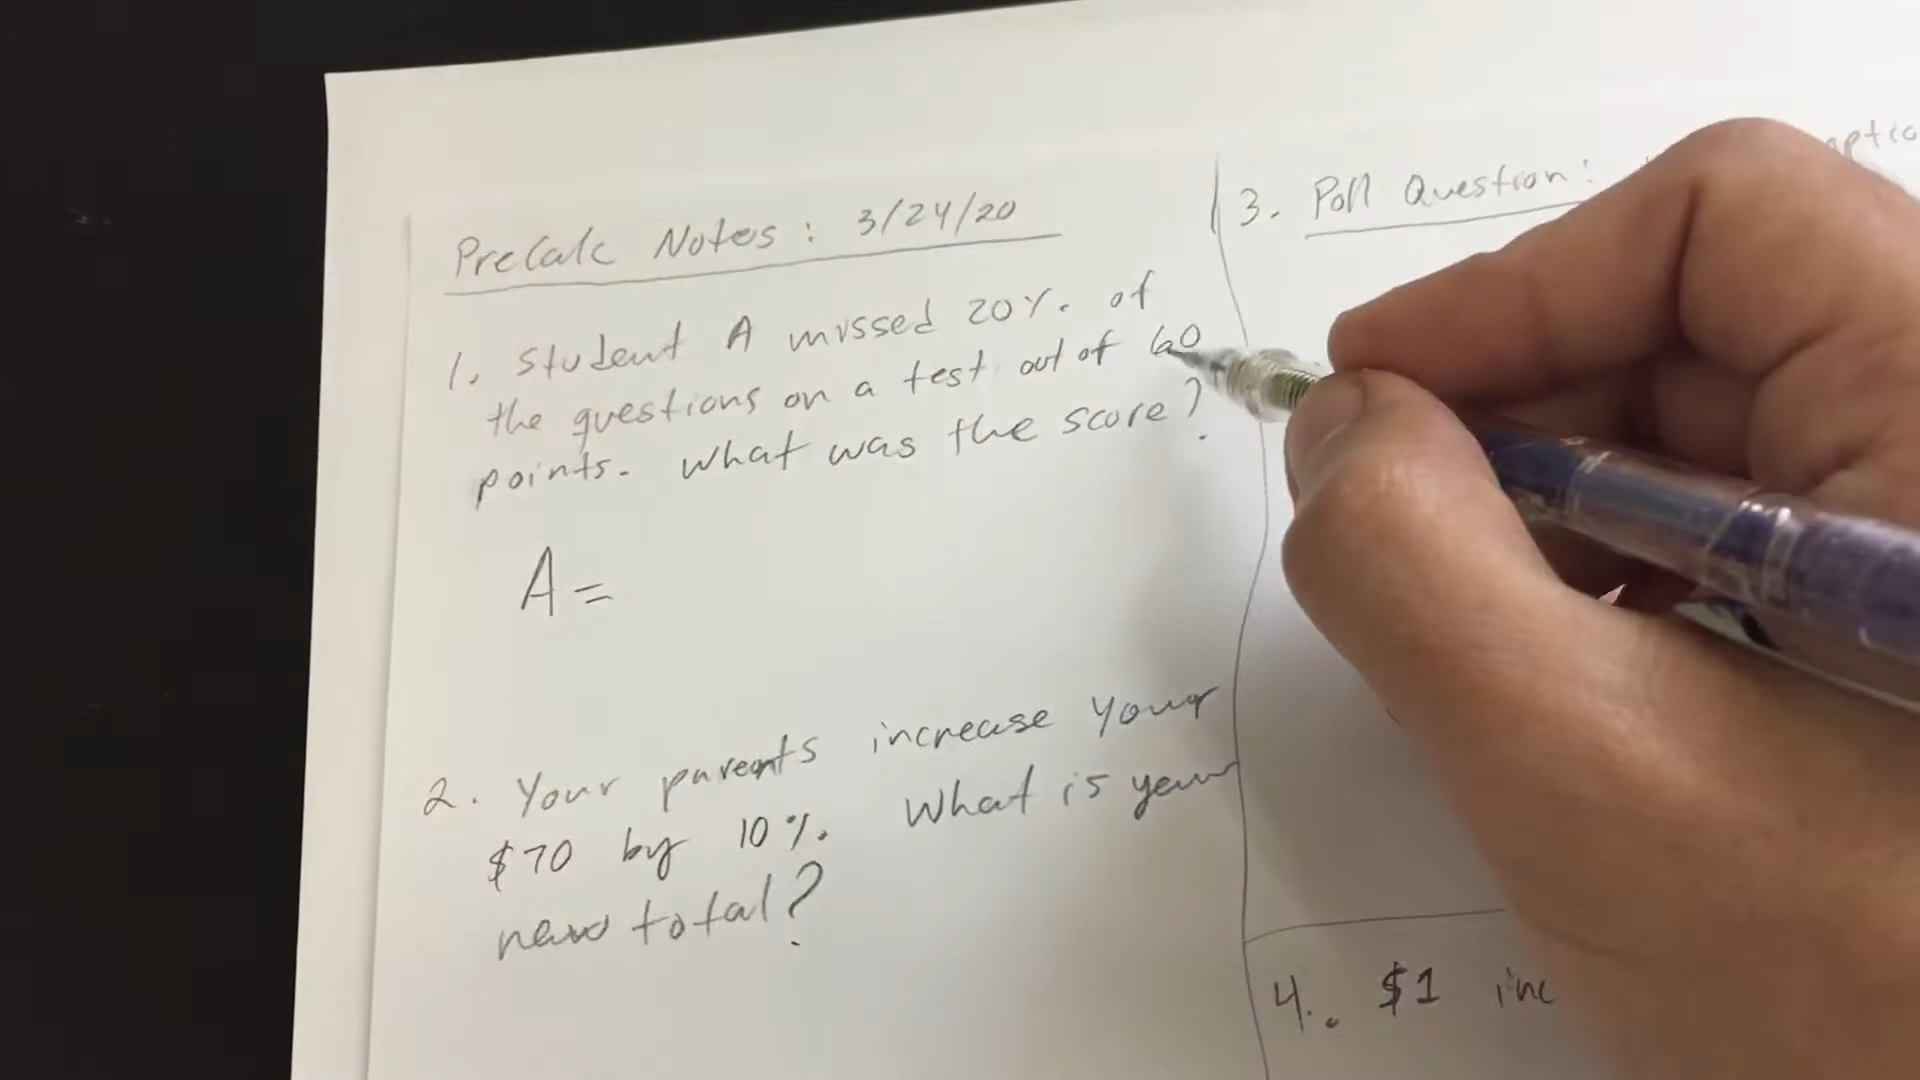 PreCalc Notes: 3/24/20
1. Student A missed 20% of
the questions on a test out of 60
points. What was the score?
A =
2. Your parents increase your
$70 by 10%. What is your
new total?
3. Poll Question:
4. $1 inc